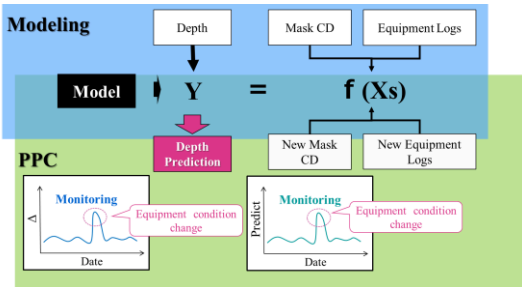 Modeling
Depth
Mask CD
Equipment Logs
Model
Y
=
f (Xs)
Depth
Prediction
New Mask
CD
New Equipment
Logs
PPC
Monitoring
Equipment condition
change
Δ
Date
Monitoring
Equipment condition
change
Predict
Date